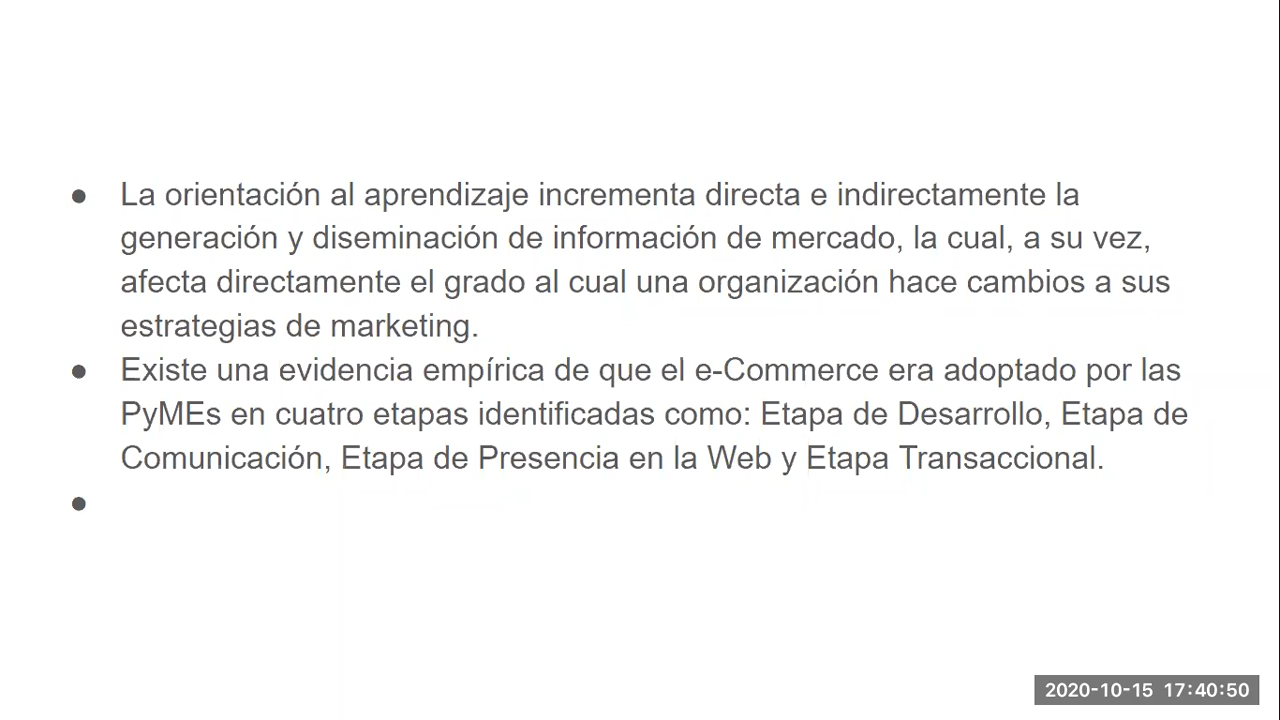 ● La orientación al aprendizaje incrementa directa e indirectamente la
generación y diseminación de información de mercado, la cual, a su vez,
afecta directamente el grado al cual una organización hace cambios a sus
estrategias de marketing.
● Existe una evidencia empírica de que el e-Commerce era adoptado por las
PyMEs en cuatro etapas identificadas como: Etapa de Desarrollo, Etapa de
Comunicación, Etapa de Presencia en la Web y Etapa Transaccional.
●
2020-10-15 17:40:50